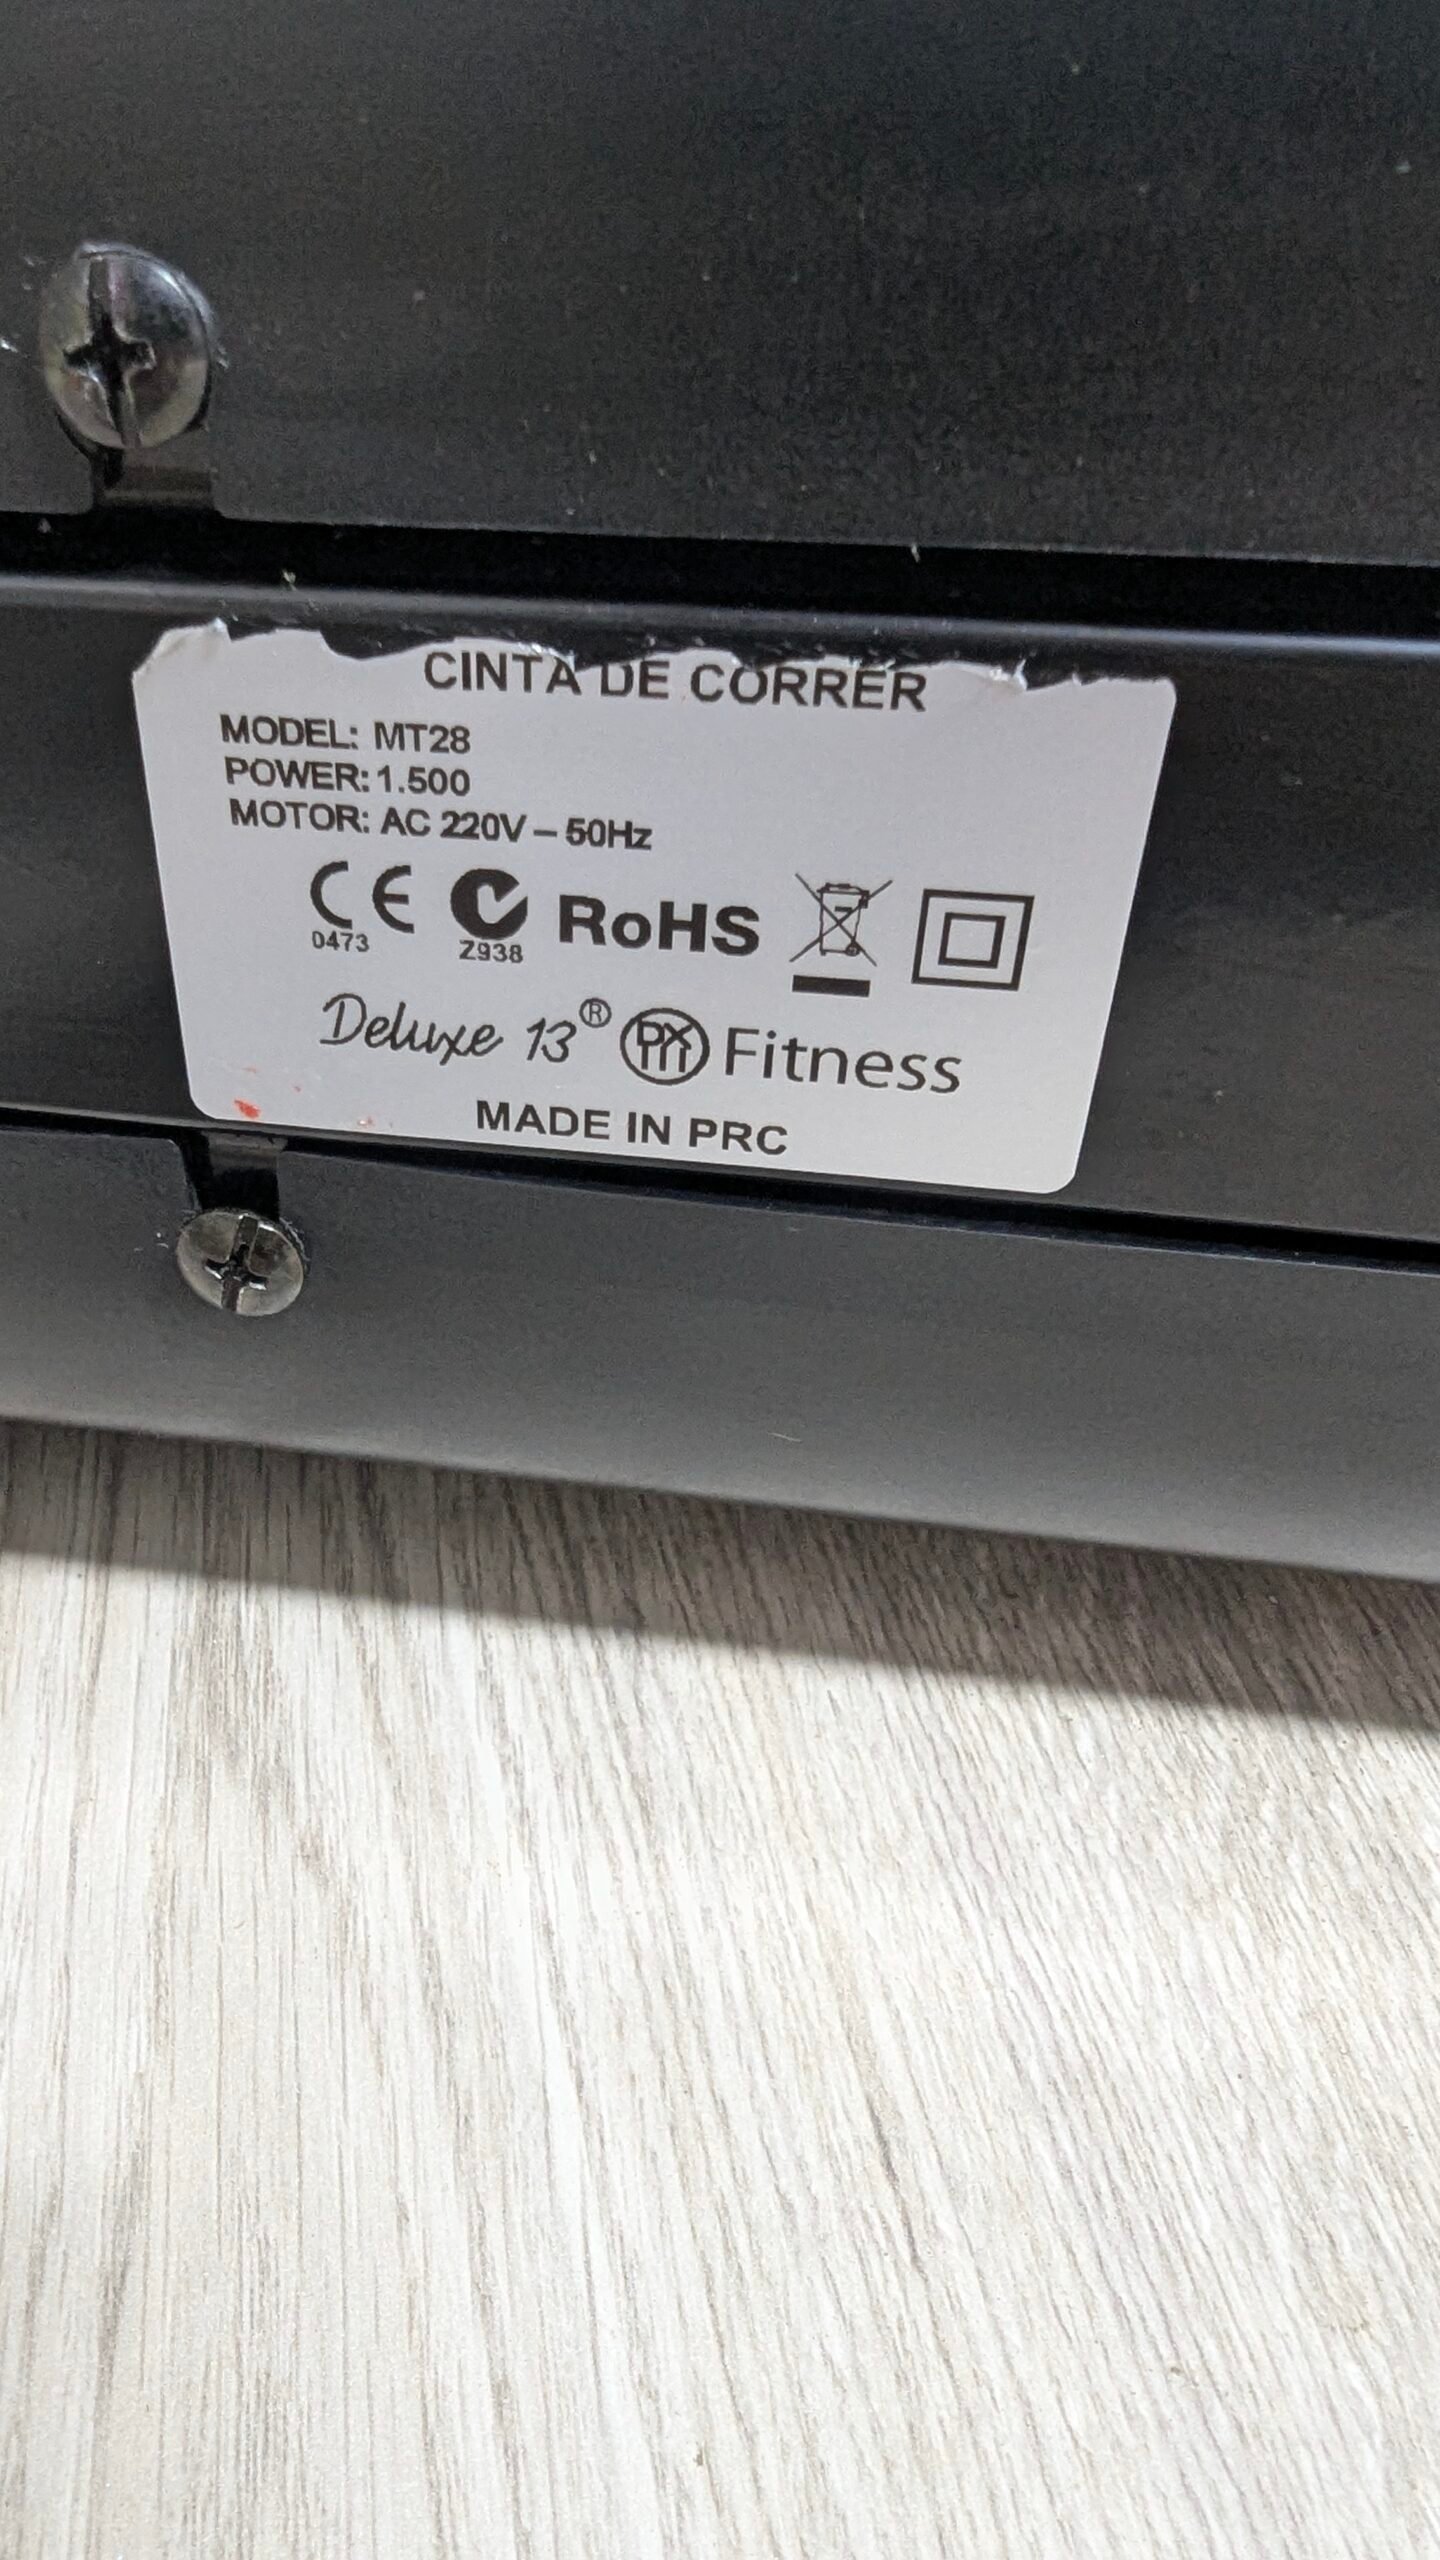 CINTA DE CORRER
MODEL: MT28
POWER: 1.500
MOTOR: AC 220V – 50Hz
CE RoHS
0473 Z938
Deluxe 13® PM Fitness
MADE IN PRC